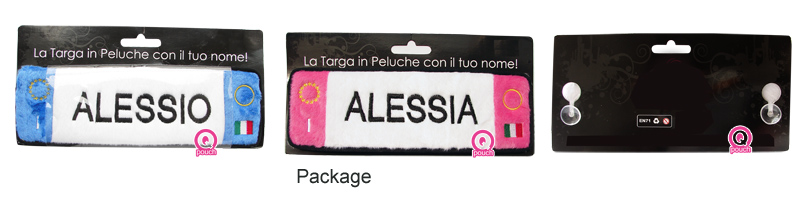 La Targa in Peluche con il tuo nome!
ALESSIO
I
Q
pouch
La Targa in Peluche con il tuo nome!
ALESSIA
I
Q
pouch
EN71
Q
pouch
Package